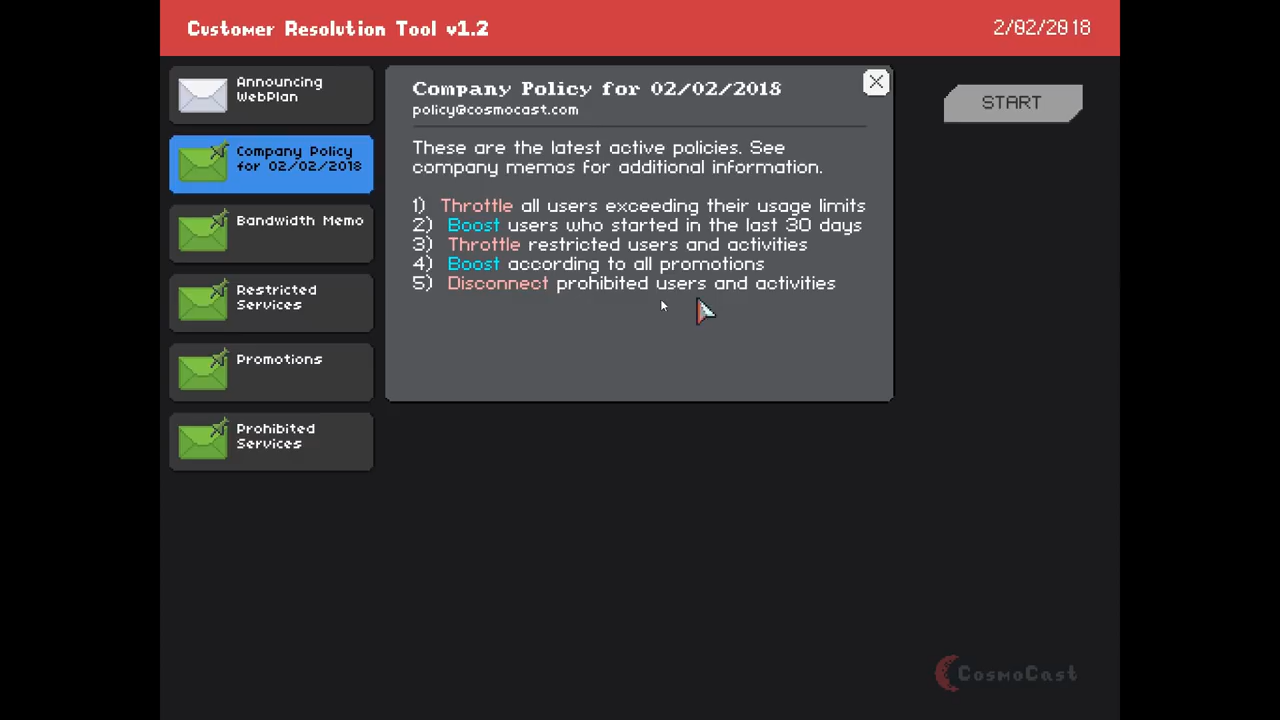 Customer Resolution Tool v1.2
2/02/2018
Announcing
WebPlan
Company Policy
for 02/02/2018
Bandwidth Memo
Restricted
Services
Promotions
Prohibited
Services
Company Policy for 02/02/2018
policy@cosmocast.com
These are the latest active policies. See
company memos for additional information.
1) Throttle all users exceeding their usage limits
2) Boost users who started in the last 30 days
3) Throttle restricted users and activities
4) Boost according to all promotions
5) Disconnect prohibited users and activities
START
CosmoCast